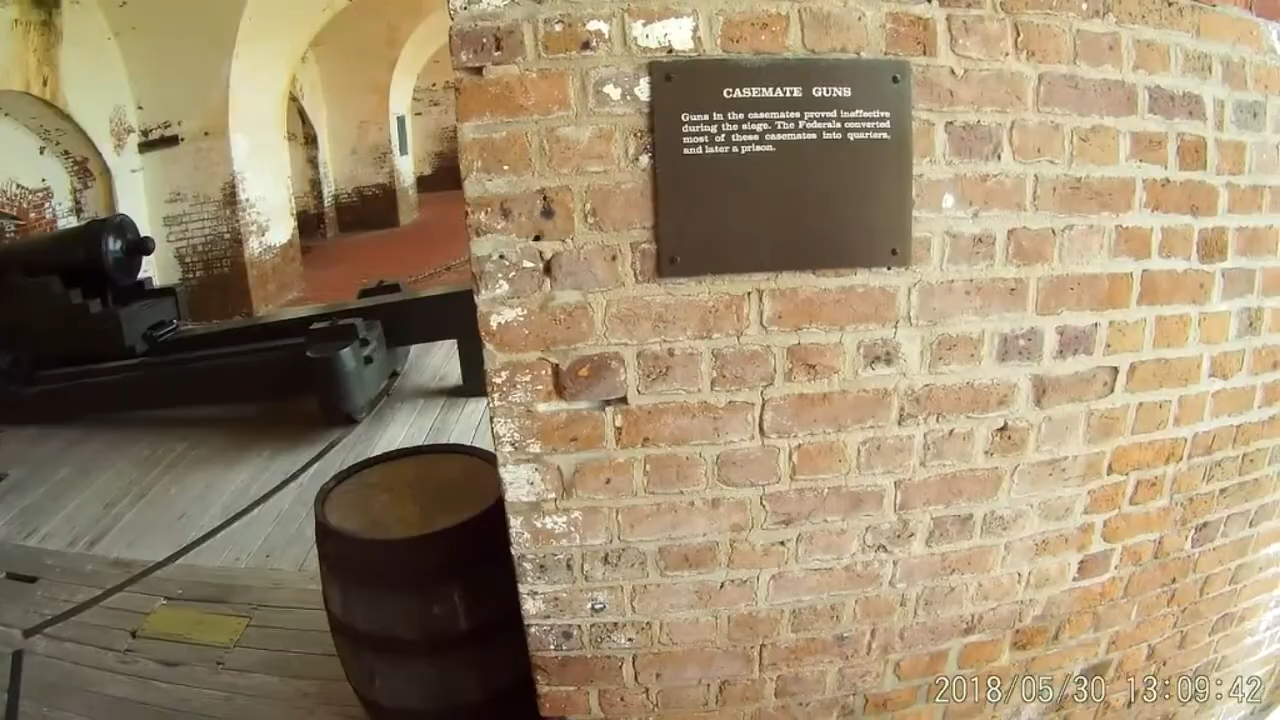 CASEMATE GUNS
Guns in the casemates proved ineffective
during the siege. The Federals converted
most of these casemates into quarters,
and later a prison.
2018/05/30 13:09:42